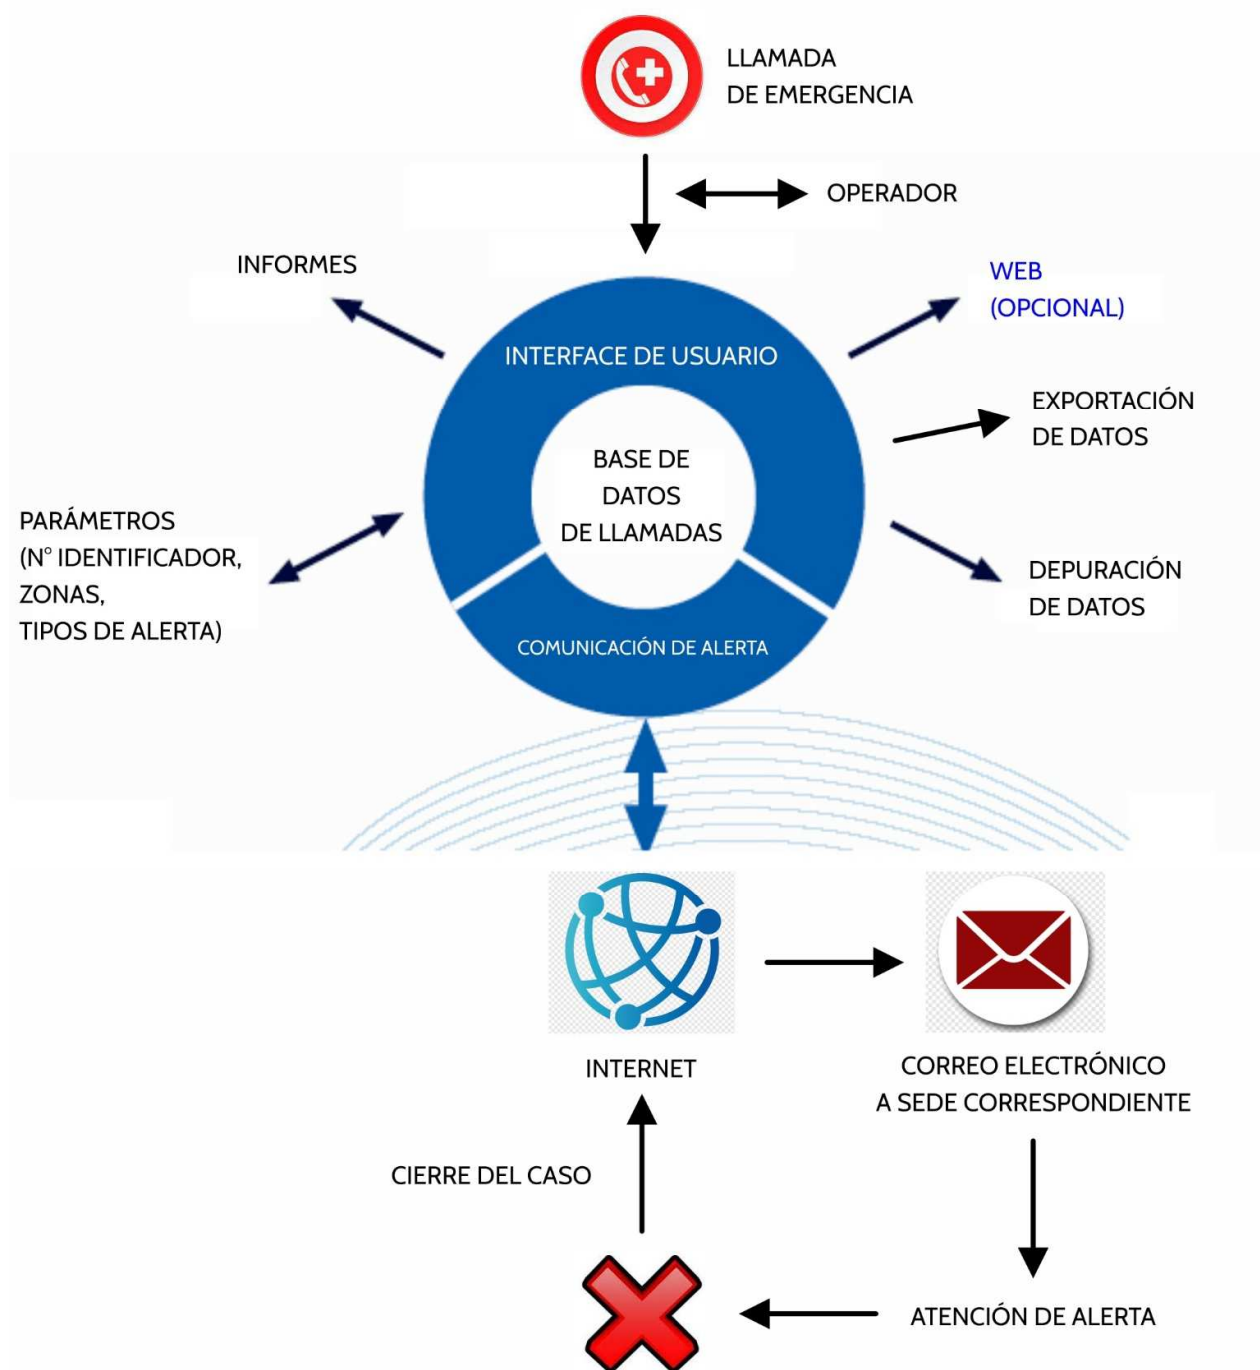 LLAMADA
DE EMERGENCIA
OPERADOR
INFORMES
WEB
(OPCIONAL)
INTERFACE DE USUARIO
EXPORTACIÓN
DE DATOS
BASE DE
DATOS
DE LLAMADAS
PARÁMETROS
(N° IDENTIFICADOR,
ZONAS,
TIPOS DE ALERTA)
DEPURACIÓN
DE DATOS
COMUNICACIÓN DE ALERTA
INTERNET
CORREO ELECTRÓNICO
A SEDE CORRESPONDIENTE
CIERRE DEL CASO
ATENCIÓN DE ALERTA